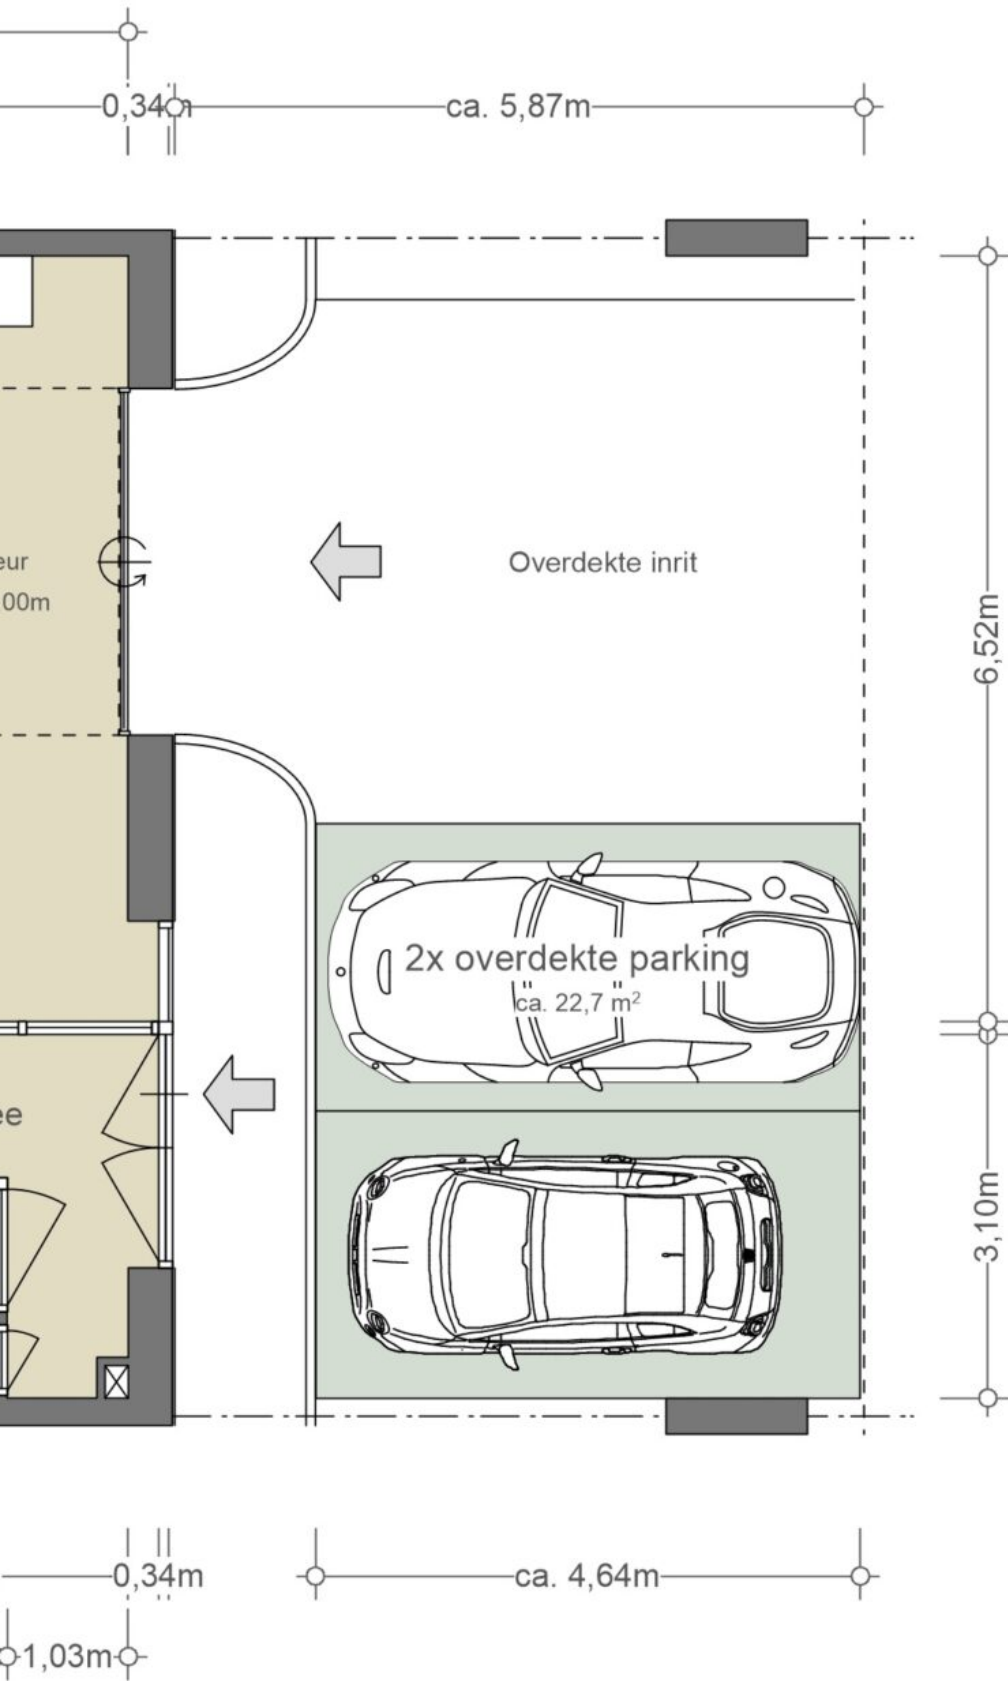 0,34m
ca. 5,87m
eur
00m
Overdekte inrit
6,52m
2x overdekte parking
ca. 22,7 m²
ee
3,10m
0,34m
ca. 4,64m
1,03m